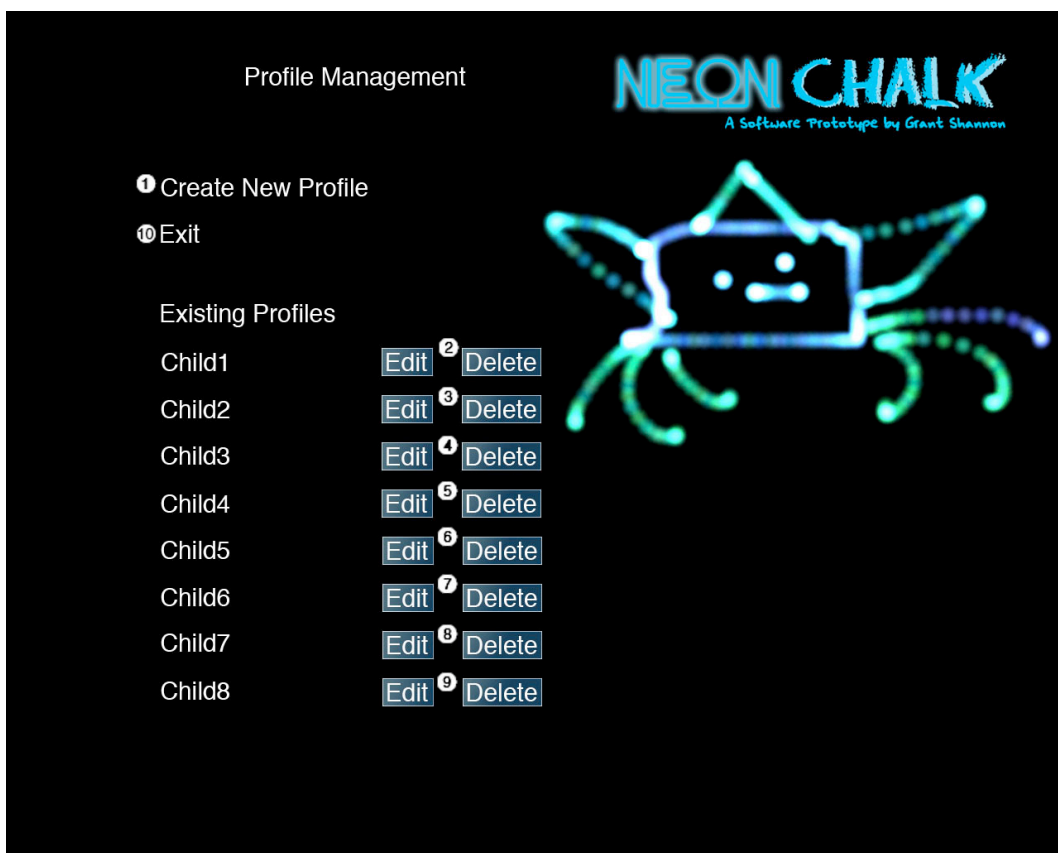 Profile Management
NEON CHALK
A Software Prototype by Grant Shannon
1 Create New Profile
10 Exit
Existing Profiles
Child1 Edit 2 Delete
Child2 Edit 3 Delete
Child3 Edit 4 Delete
Child4 Edit 5 Delete
Child5 Edit 6 Delete
Child6 Edit 7 Delete
Child7 Edit 8 Delete
Child8 Edit 9 Delete